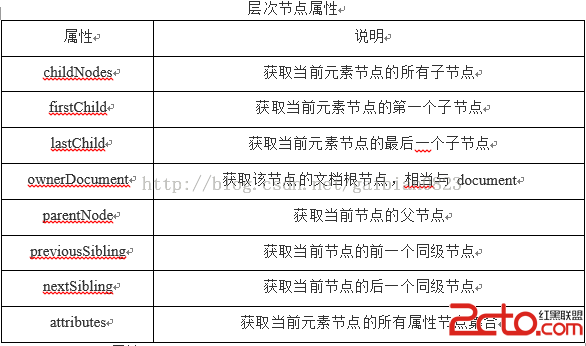 层次节点属性
属性 说明
childNodes 获取当前元素节点的所有子节点
firstChild 获取当前元素节点的第一个子节点
lastChild 获取当前元素节点的最后一个子节点
ownerDocument 获取该节点的文档根节点，相当与 document
parentNode 获取当前节点的父节点
previousSibling 获取当前节点的前一个同级节点
nextSibling 获取当前节点的后一个同级节点
attributes 获取当前元素节点的所有属性节点集合
红黑联盟
2cto.com